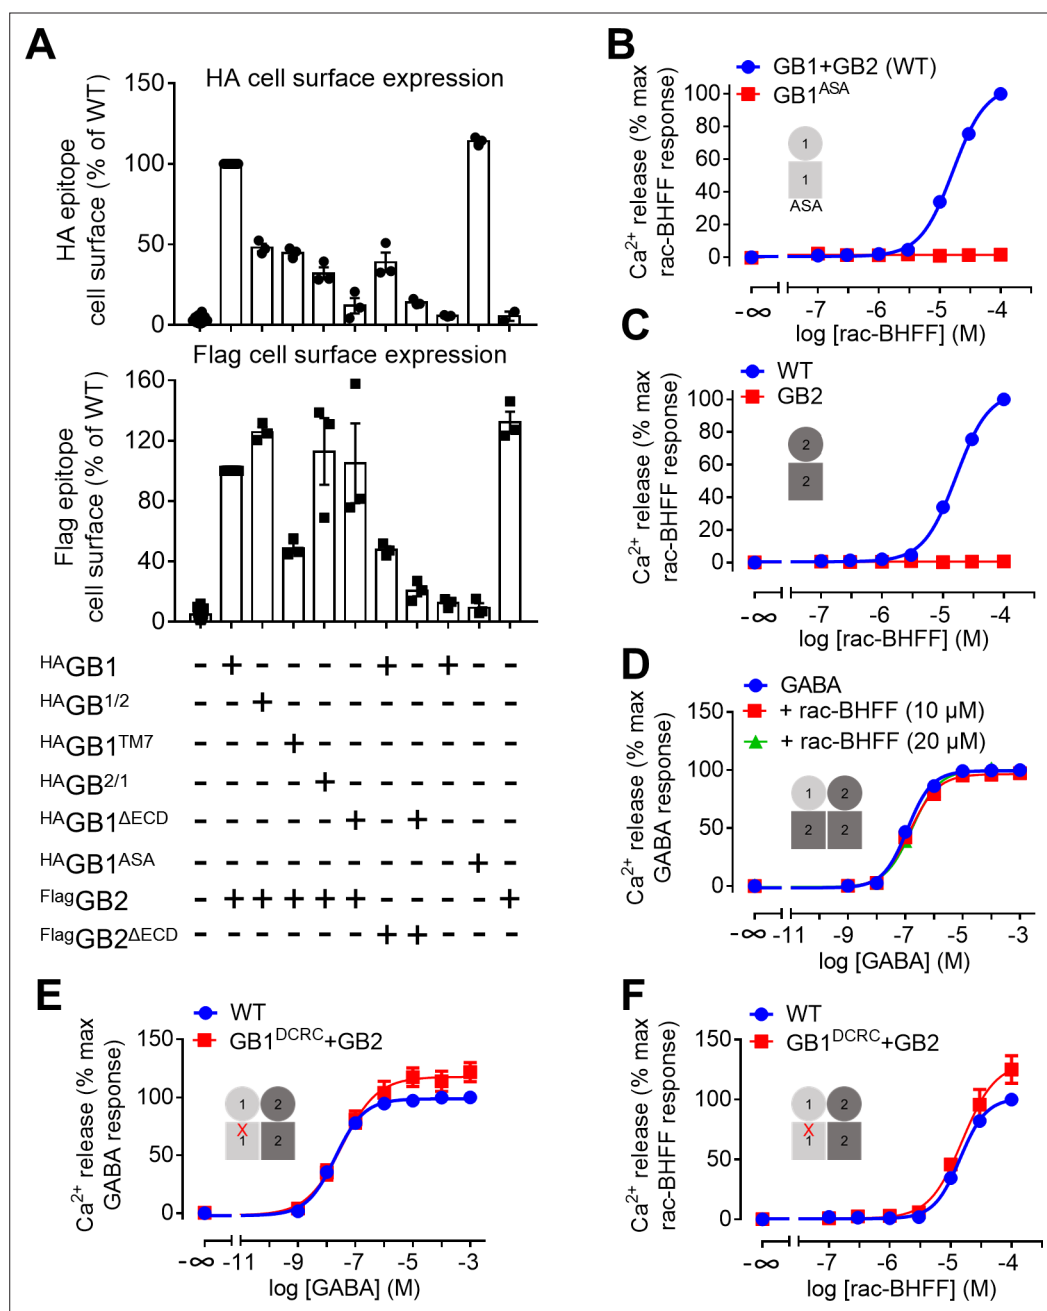 A
HA cell surface expression
HA epitope
cell surface (% of WT)
150
100
50
0
Flag cell surface expression
Flag epitope
cell surface (% of WT)
160
120
80
40
0
HAGB1 - + - - - - + - + - -
HAGB1/2 - - + - - - - - - - -
HAGB1TM7 - - - + - - - - - - -
HAGB2/1 - - - - + - - - - - -
HAGB1ΔECD - - - - - + - + - - -
HAGB1ASA - - - - - - - - - + -
FlagGB2 - + + + + + - - - - +
FlagGB2ΔECD - - - - - - + + - - -
B
GB1+GB2 (WT)
GB1ASA
Ca2+ release (% max
rac-BHFF response)
100
80
60
40
20
0
1
1
ASA
-∞ -7 -6 -5 -4
log [rac-BHFF] (M)
C
WT
GB2
Ca2+ release (% max
rac-BHFF response)
100
80
60
40
20
0
2
2
-∞ -7 -6 -5 -4
log [rac-BHFF] (M)
D
GABA
+ rac-BHFF (10 µM)
+ rac-BHFF (20 µM)
Ca2+ release (% max
GABA response)
150
100
50
0
1 2
2 2
-∞ -11 -9 -7 -5 -3
log [GABA] (M)
E
WT
GB1DCRC+GB2
Ca2+ release (% max
GABA response)
150
100
50
0
1 2
X
1 2
-∞ -11 -9 -7 -5 -3
log [GABA] (M)
F
WT
GB1DCRC+GB2
Ca2+ release (% max
rac-BHFF response)
150
100
50
0
1 2
X
1 2
-∞ -7 -6 -5 -4
log [rac-BHFF] (M)